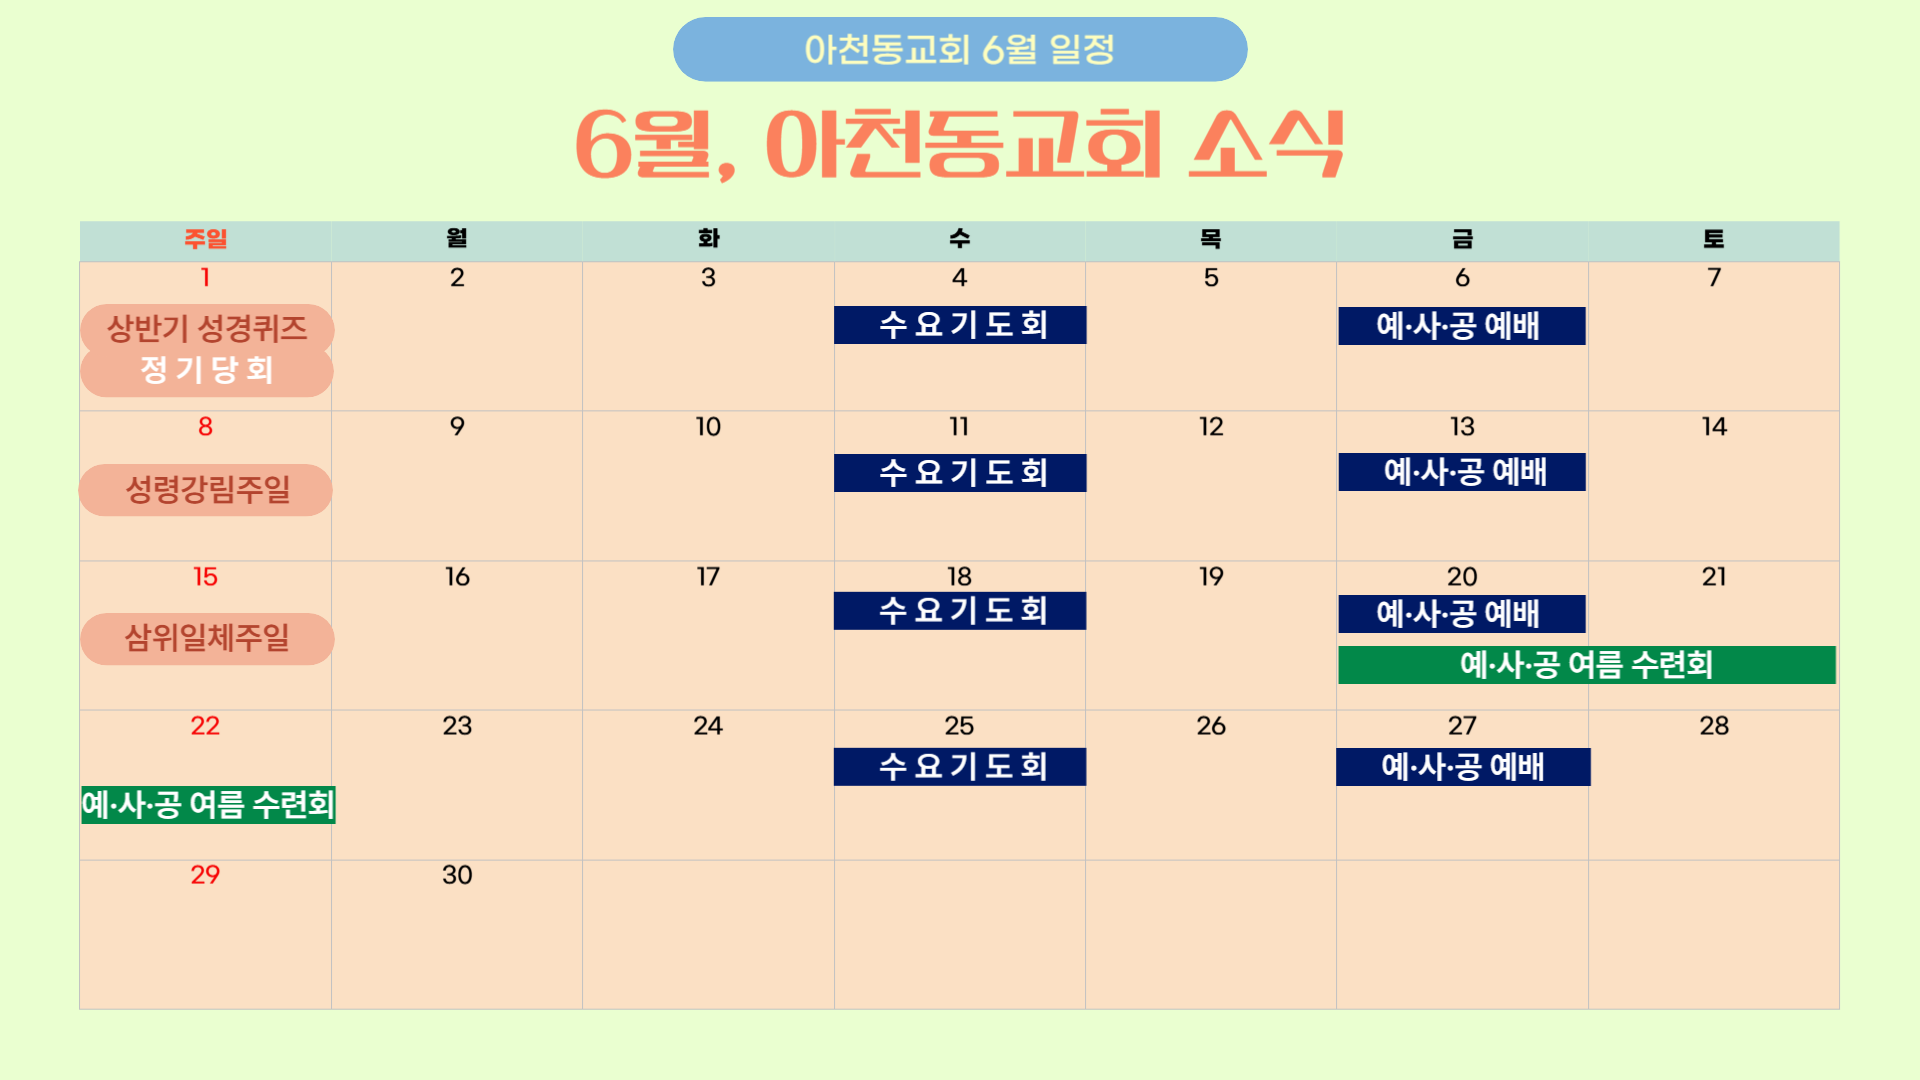 아천동교회 6월 일정
6월, 아천동교회 소식
주일 월 화 수 목 금 토
1 2 3 4 5 6 7
상반기 성경퀴즈 수요기도회 예·사·공 예배
정기당회
8 9 10 11 12 13 14
성령강림주일 수요기도회 예·사·공 예배
15 16 17 18 19 20 21
삼위일체주일 수요기도회 예·사·공 예배
예·사·공 여름 수련회
22 23 24 25 26 27 28
수요기도회 예·사·공 예배
예·사·공 여름 수련회
29 30